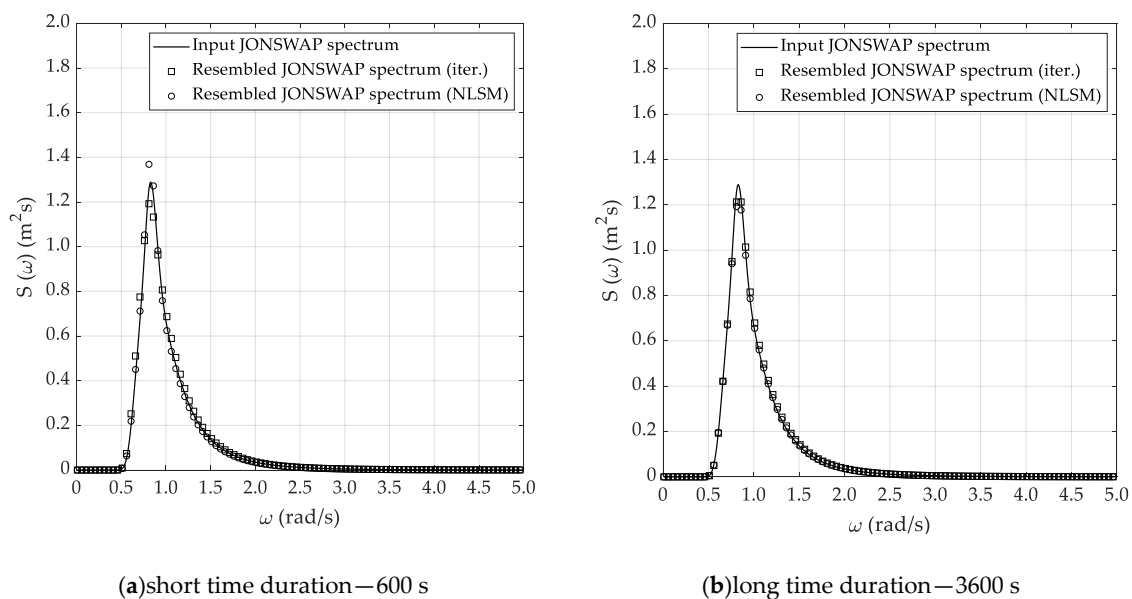 2.0
1.8
1.6
1.4
1.2
1.0
0.8
0.6
0.4
0.2
0
S (ω) (m²s)
Input JONSWAP spectrum
Resembled JONSWAP spectrum (iter.)
Resembled JONSWAP spectrum (NLSM)
0 0.5 1.0 1.5 2.0 2.5 3.0 3.5 4.0 4.5 5.0
ω (rad/s)
(a)short time duration—600 s
2.0
1.8
1.6
1.4
1.2
1.0
0.8
0.6
0.4
0.2
0
S (ω) (m²s)
Input JONSWAP spectrum
Resembled JONSWAP spectrum (iter.)
Resembled JONSWAP spectrum (NLSM)
0 0.5 1.0 1.5 2.0 2.5 3.0 3.5 4.0 4.5 5.0
ω (rad/s)
(b)long time duration—3600 s